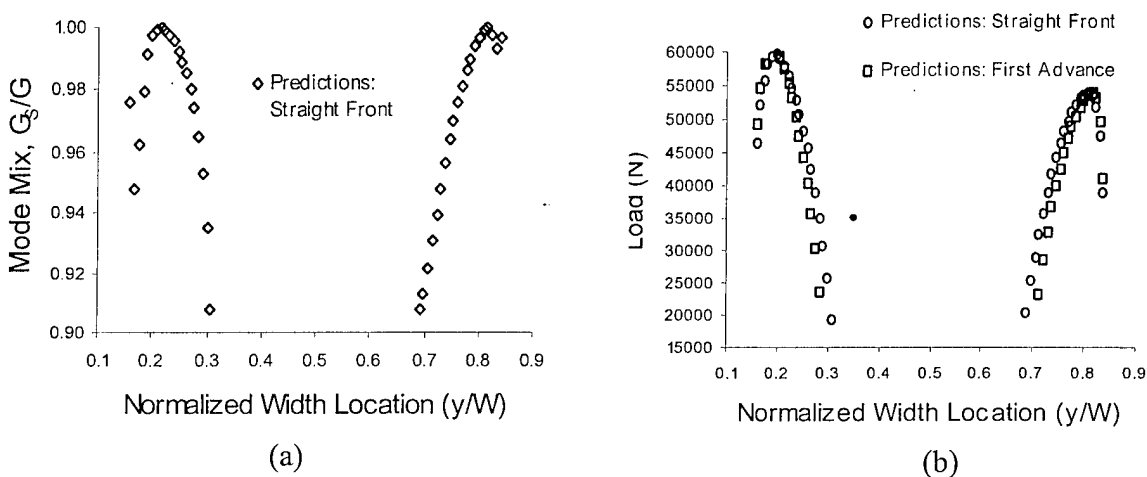 Mode Mix, Gs/G
1.00
0.98
0.96
0.94
0.92
0.90
0.1 0.2 0.3 0.4 0.5 0.6 0.7 0.8 0.9
Normalized Width Location (y/W)
Predictions:
Straight Front
(a)
Predictions: Straight Front
Predictions: First Advance
Load (N)
60000
55000
50000
45000
40000
35000
30000
25000
20000
15000
0.1 0.2 0.3 0.4 0.5 0.6 0.7 0.8 0.9
Normalized Width Location (y/W)
(b)